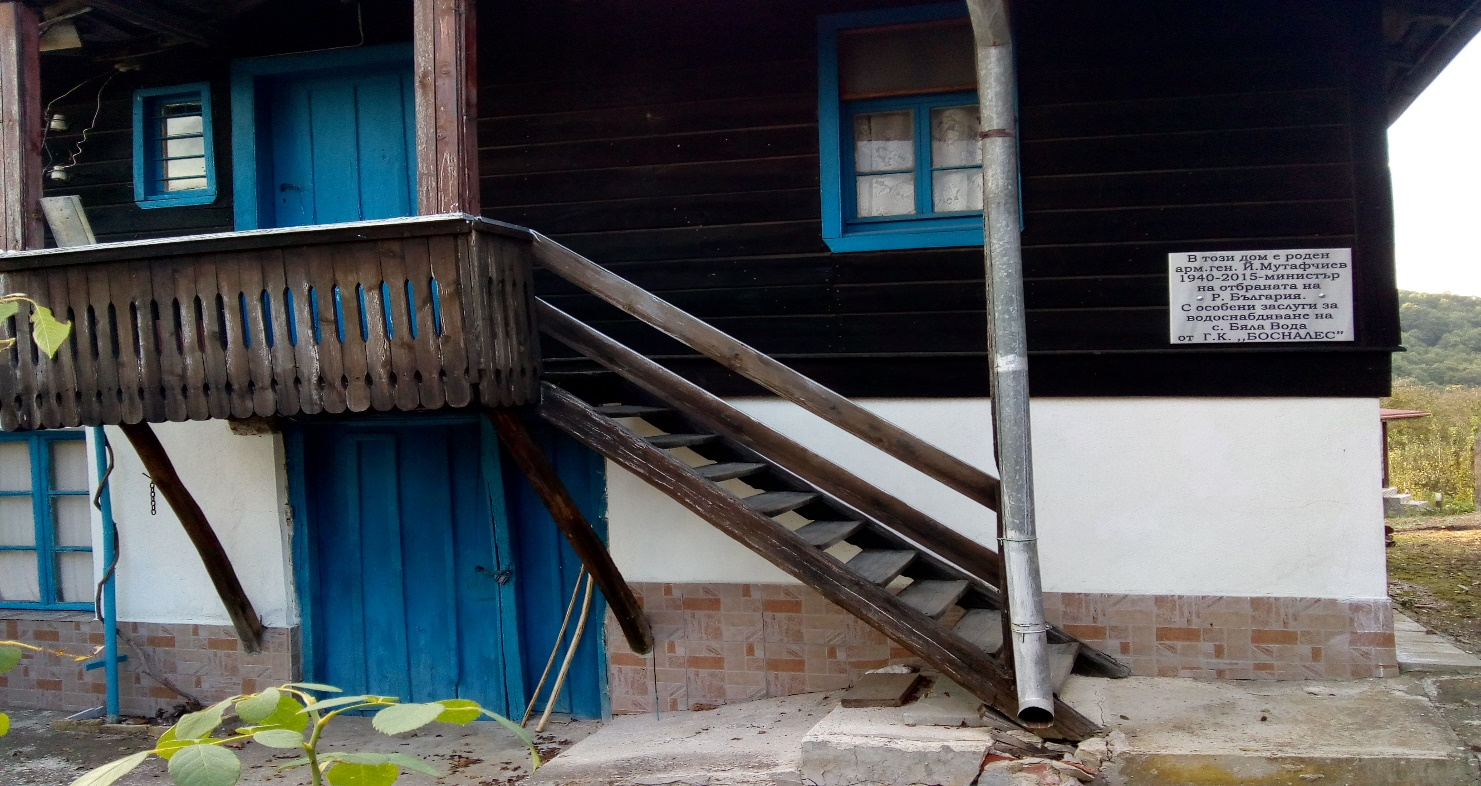 В този дом е роден
арм.ген. Й.Мутафчиев
1940-2015-министър
на отбраната на
Р. България.
С особени заслуги за
водоснабдяване на
с. Бяла Вода
от Г.К. ,,БОСНАЛЕС"